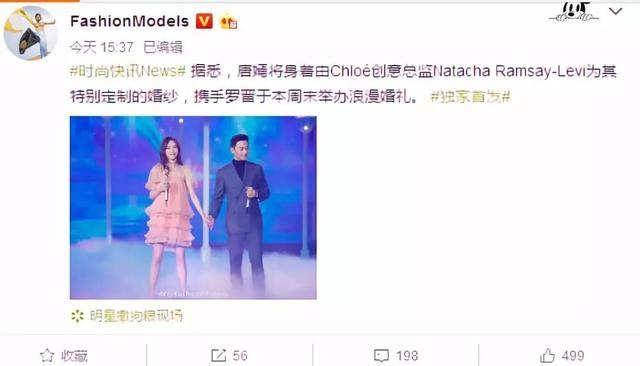 FashionModels
今天 15:37 已编辑
#时尚快讯News# 据悉，唐嫣将身着由Chloé创意总监Natacha Ramsay-Levi为其
特别定制的婚纱，携手罗晋于本周末举办浪漫婚礼。 #独家首发#
明星撒狗粮现场
收藏
56
198
499